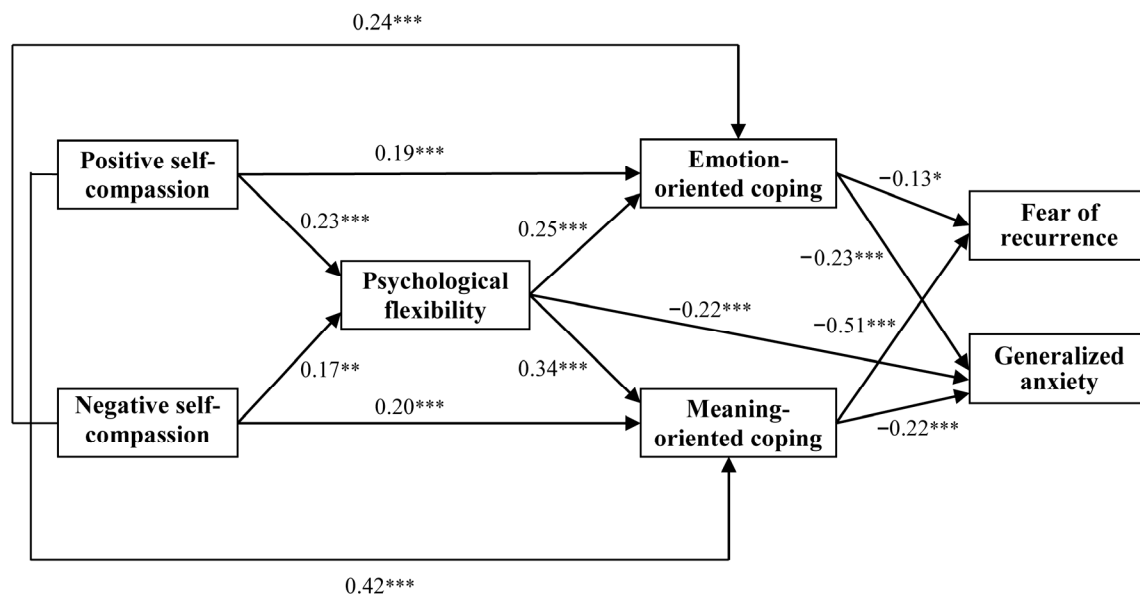 0.24***
Positive self-
compassion
0.19***
Emotion-
oriented coping
−0.13*
Fear of
recurrence
0.23***
0.25***
−0.23***
Psychological
flexibility
−0.22***
−0.51***
Generalized
anxiety
0.17**
0.34***
Negative self-
compassion
0.20***
Meaning-
oriented coping
−0.22***
0.42***